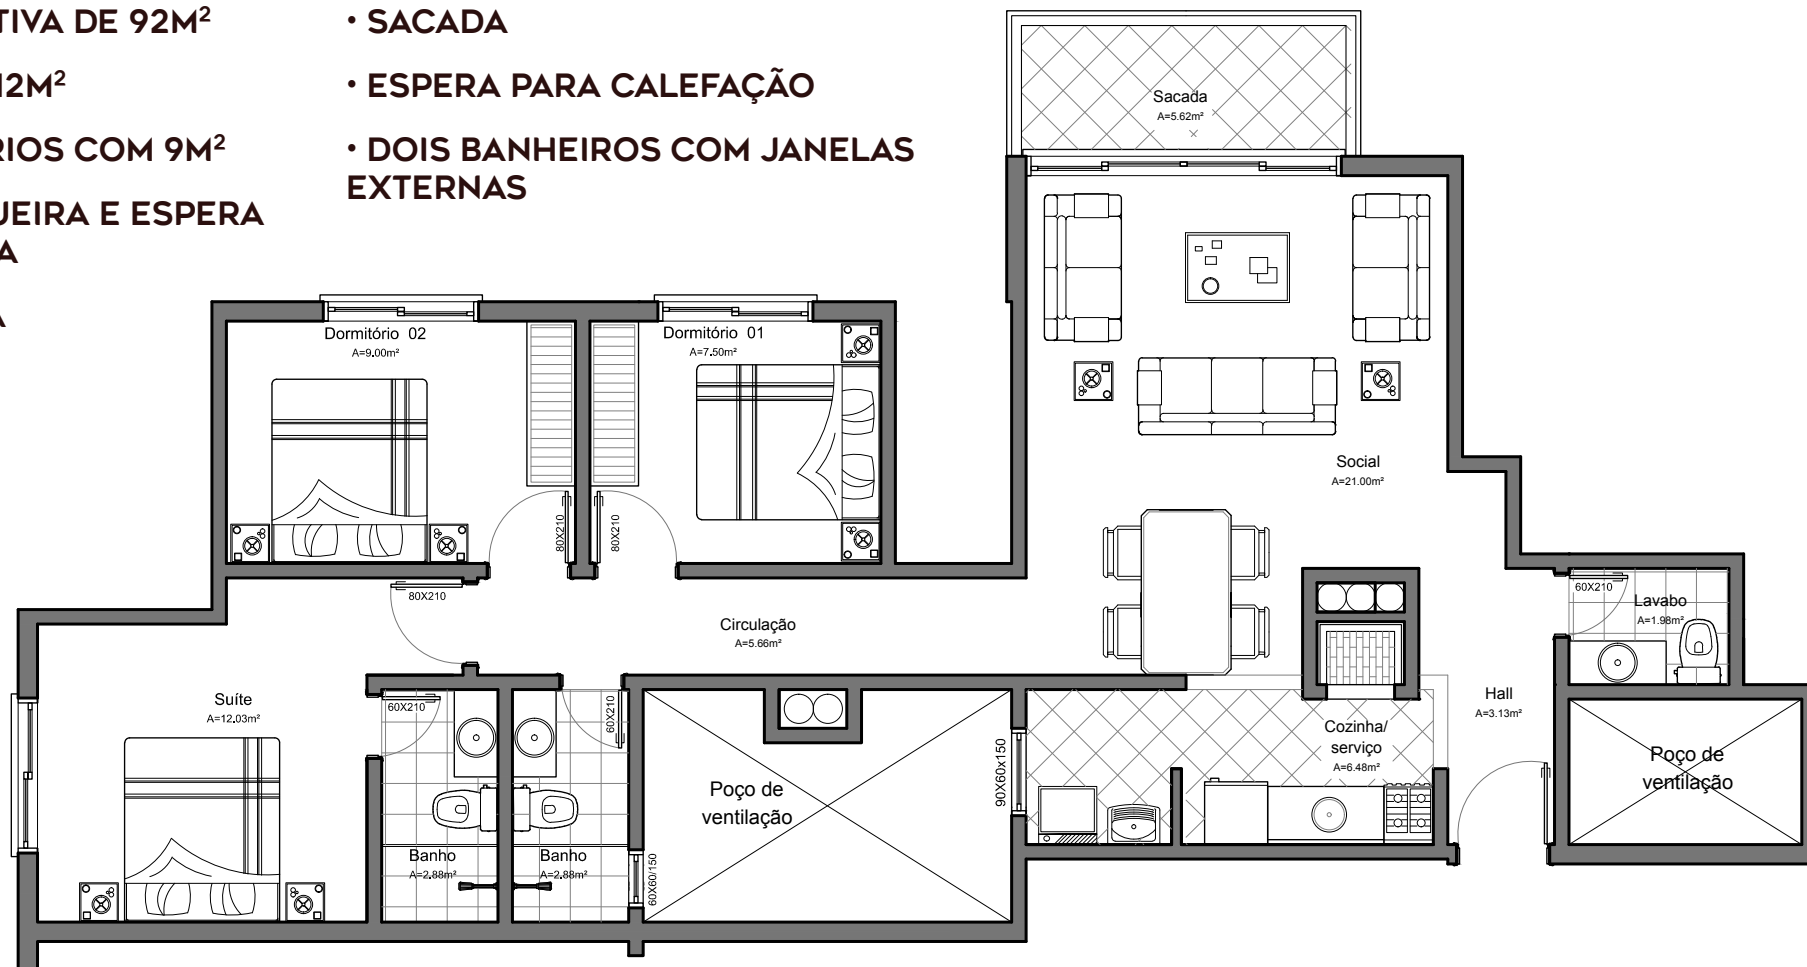 TIVA DE 92M²
12M²
RIOS COM 9M²
UEIRA E ESPERA
A
A
• SACADA
• ESPERA PARA CALEFAÇÃO
• DOIS BANHEIROS COM JANELAS
EXTERNAS
Sacada
A=5.62m²
Dormitório 02
A=9.00m²
Dormitório 01
A=7.50m²
Social
A=21.00m²
80X210
80X210
80X210
Circulação
A=5.66m²
60X210
Lavabo
A=1.98m²
Suíte
A=12.03m²
60X210
60X210
Hall
A=3.13m²
Cozinha/
serviço
A=6.48m²
90X60x150
Poço de
ventilação
Poço de
ventilação
Banho
A=2.88m²
Banho
A=2.88m²
60X60/150